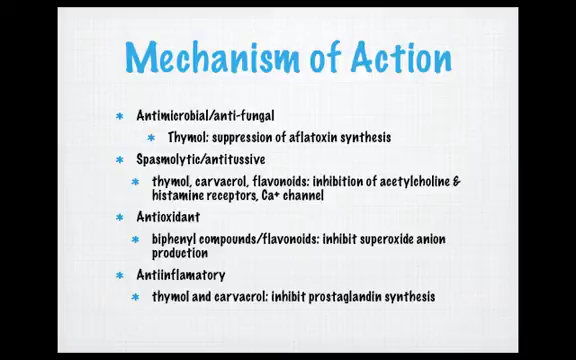 Mechanism of Action
Antimicrobial/anti-fungal
Thymol: suppression of aflatoxin synthesis
Spasmolytic/antitussive
thymol, carvacrol, flavonoids: inhibition of acetylcholine &
histamine receptors, Ca+ channel
Antioxidant
biphenyl compounds/flavonoids: inhibit superoxide anion
production
Antiinflamatory
thymol and carvacrol: inhibit prostaglandin synthesis